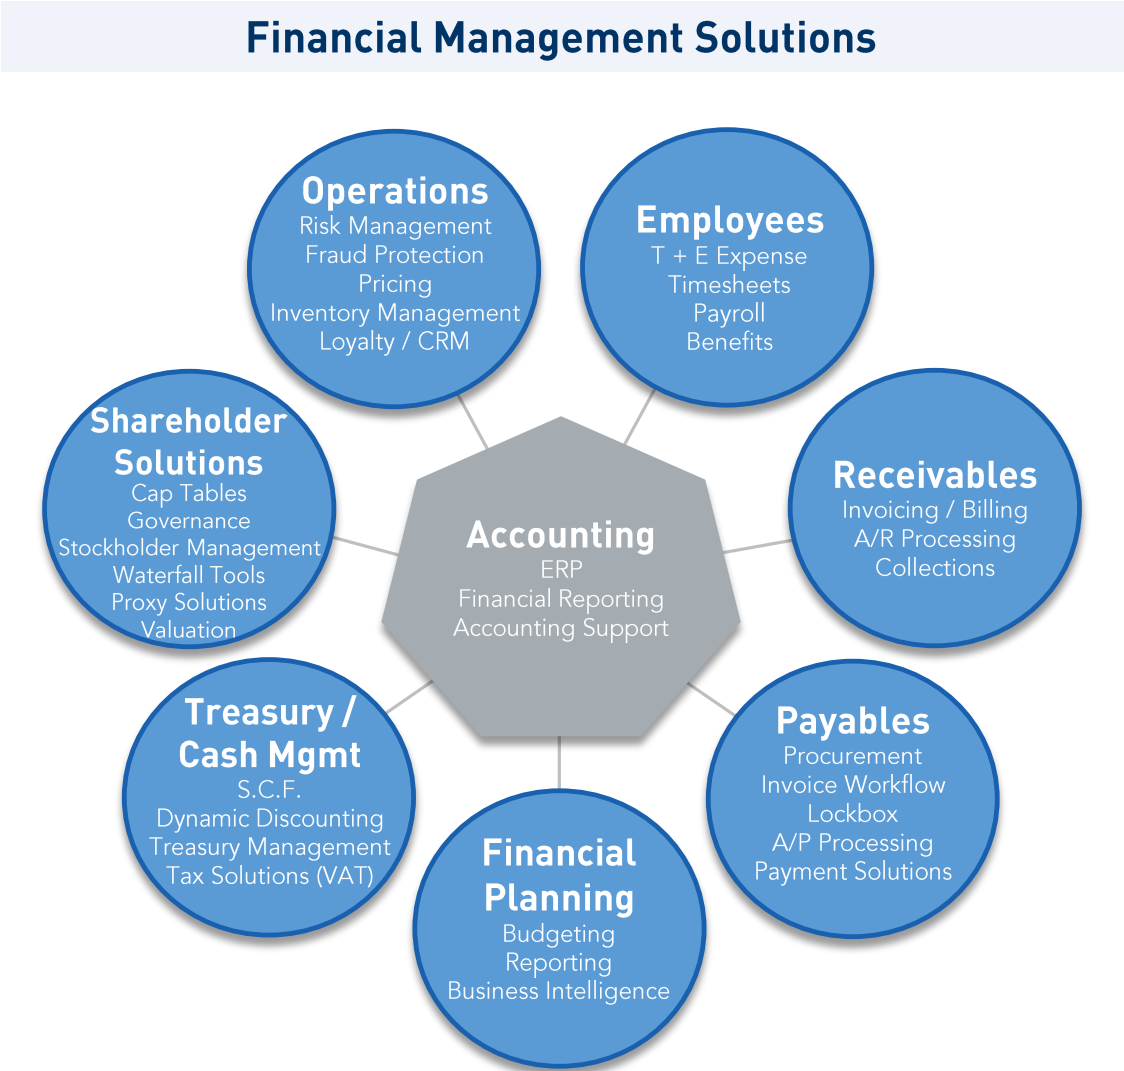 Financial Management Solutions
Operations
Risk Management
Fraud Protection
Pricing
Inventory Management
Loyalty / CRM
Employees
T + E Expense
Timesheets
Payroll
Benefits
Shareholder
Solutions
Cap Tables
Governance
Stockholder Management
Waterfall Tools
Proxy Solutions
Valuation
Accounting
ERP
Financial Reporting
Accounting Support
Receivables
Invoicing / Billing
A/R Processing
Collections
Treasury /
Cash Mgmt
S.C.F.
Dynamic Discounting
Treasury Management
Tax Solutions (VAT)
Financial
Planning
Budgeting
Reporting
Business Intelligence
Payables
Procurement
Invoice Workflow
Lockbox
A/P Processing
Payment Solutions